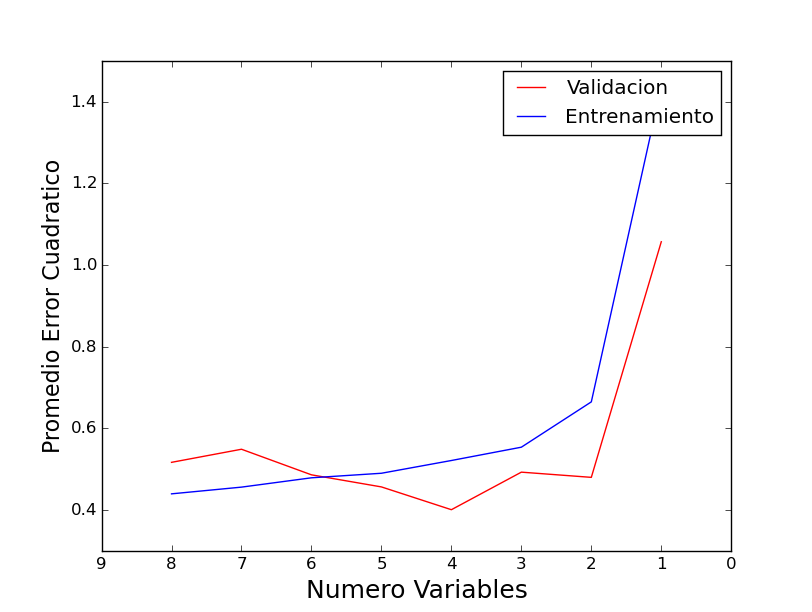 Validacion
Entrenamiento
1.4
1.2
1.0
0.8
0.6
0.4
Promedio Error Cuadratico
9 8 7 6 5 4 3 2 1 0
Numero Variables